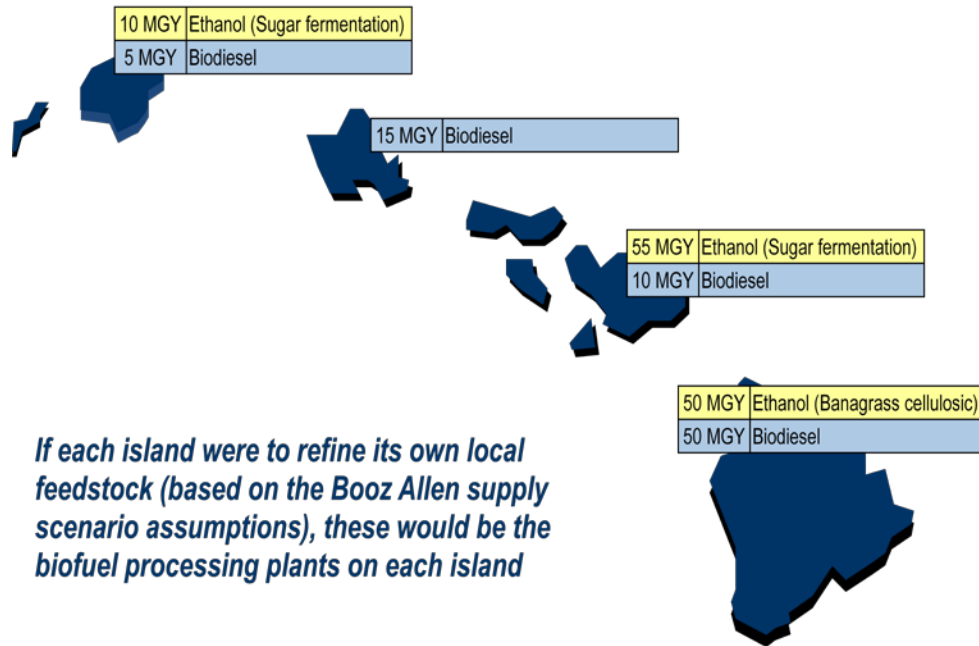 10 MGY Ethanol (Sugar fermentation)
5 MGY Biodiesel
15 MGY Biodiesel
55 MGY Ethanol (Sugar fermentation)
10 MGY Biodiesel
50 MGY Ethanol (Banagrass cellulosic)
50 MGY Biodiesel
If each island were to refine its own local
feedstock (based on the Booz Allen supply
scenario assumptions), these would be the
biofuel processing plants on each island